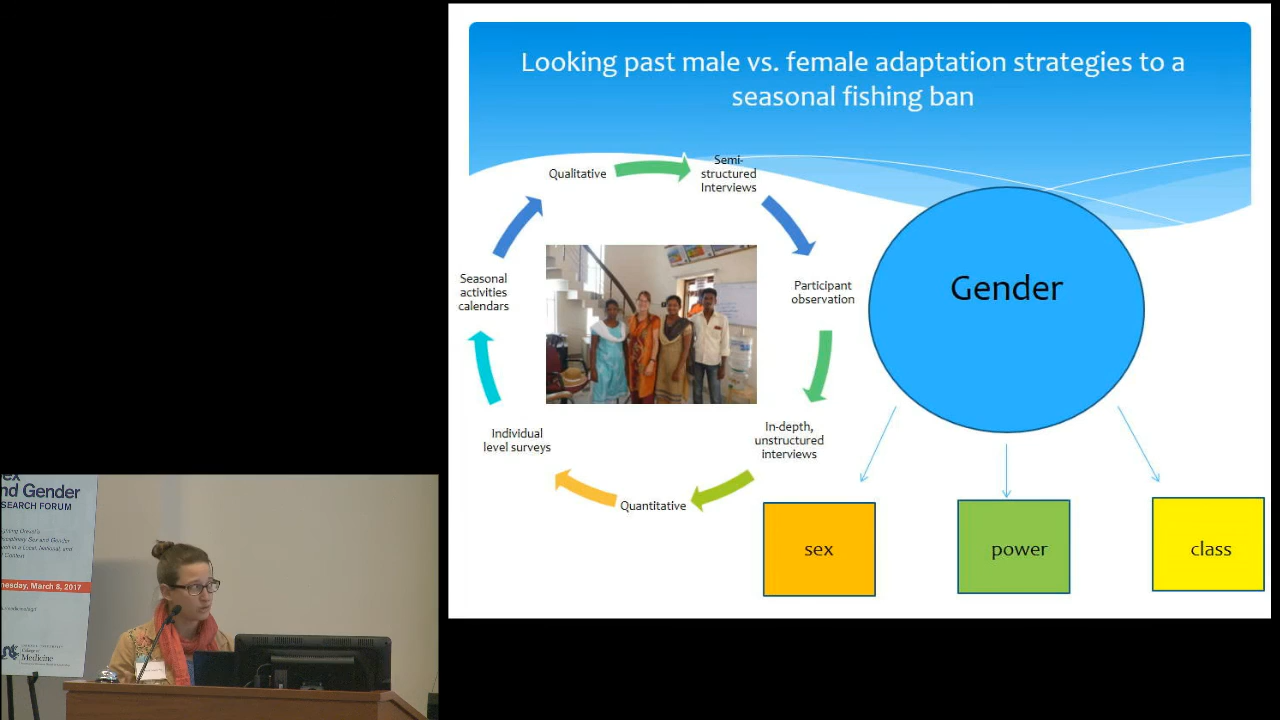 Looking past male vs. female adaptation strategies to a
seasonal fishing ban
Qualitative
Semi-
structured
Interviews
Participant
observation
In-depth,
unstructured
interviews
Quantitative
Individual
level surveys
Seasonal
activities
calendars
Gender
sex
power
class
nd Gender
SEARCH FORUM
March 8, 2017
Medicine